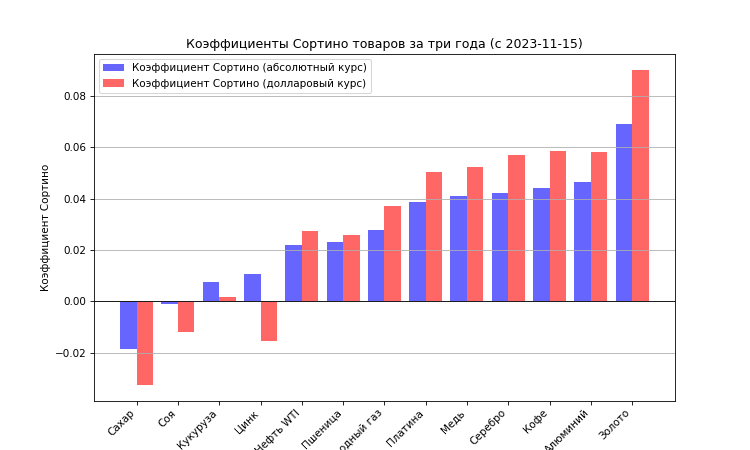 Коэффициенты Сортино товаров за три года (с 2023-11-15)
Коэффициент Сортино (абсолютный курс)
Коэффициент Сортино (долларовый курс)
Коэффициент Сортино
0.08
0.06
0.04
0.02
0.00
−0.02
Сахар
Соя
Кукуруза
Цинк
Нефть WTI
Пшеница
газ
Платина
Медь
Серебро
Кофе
Алюминий
Золото